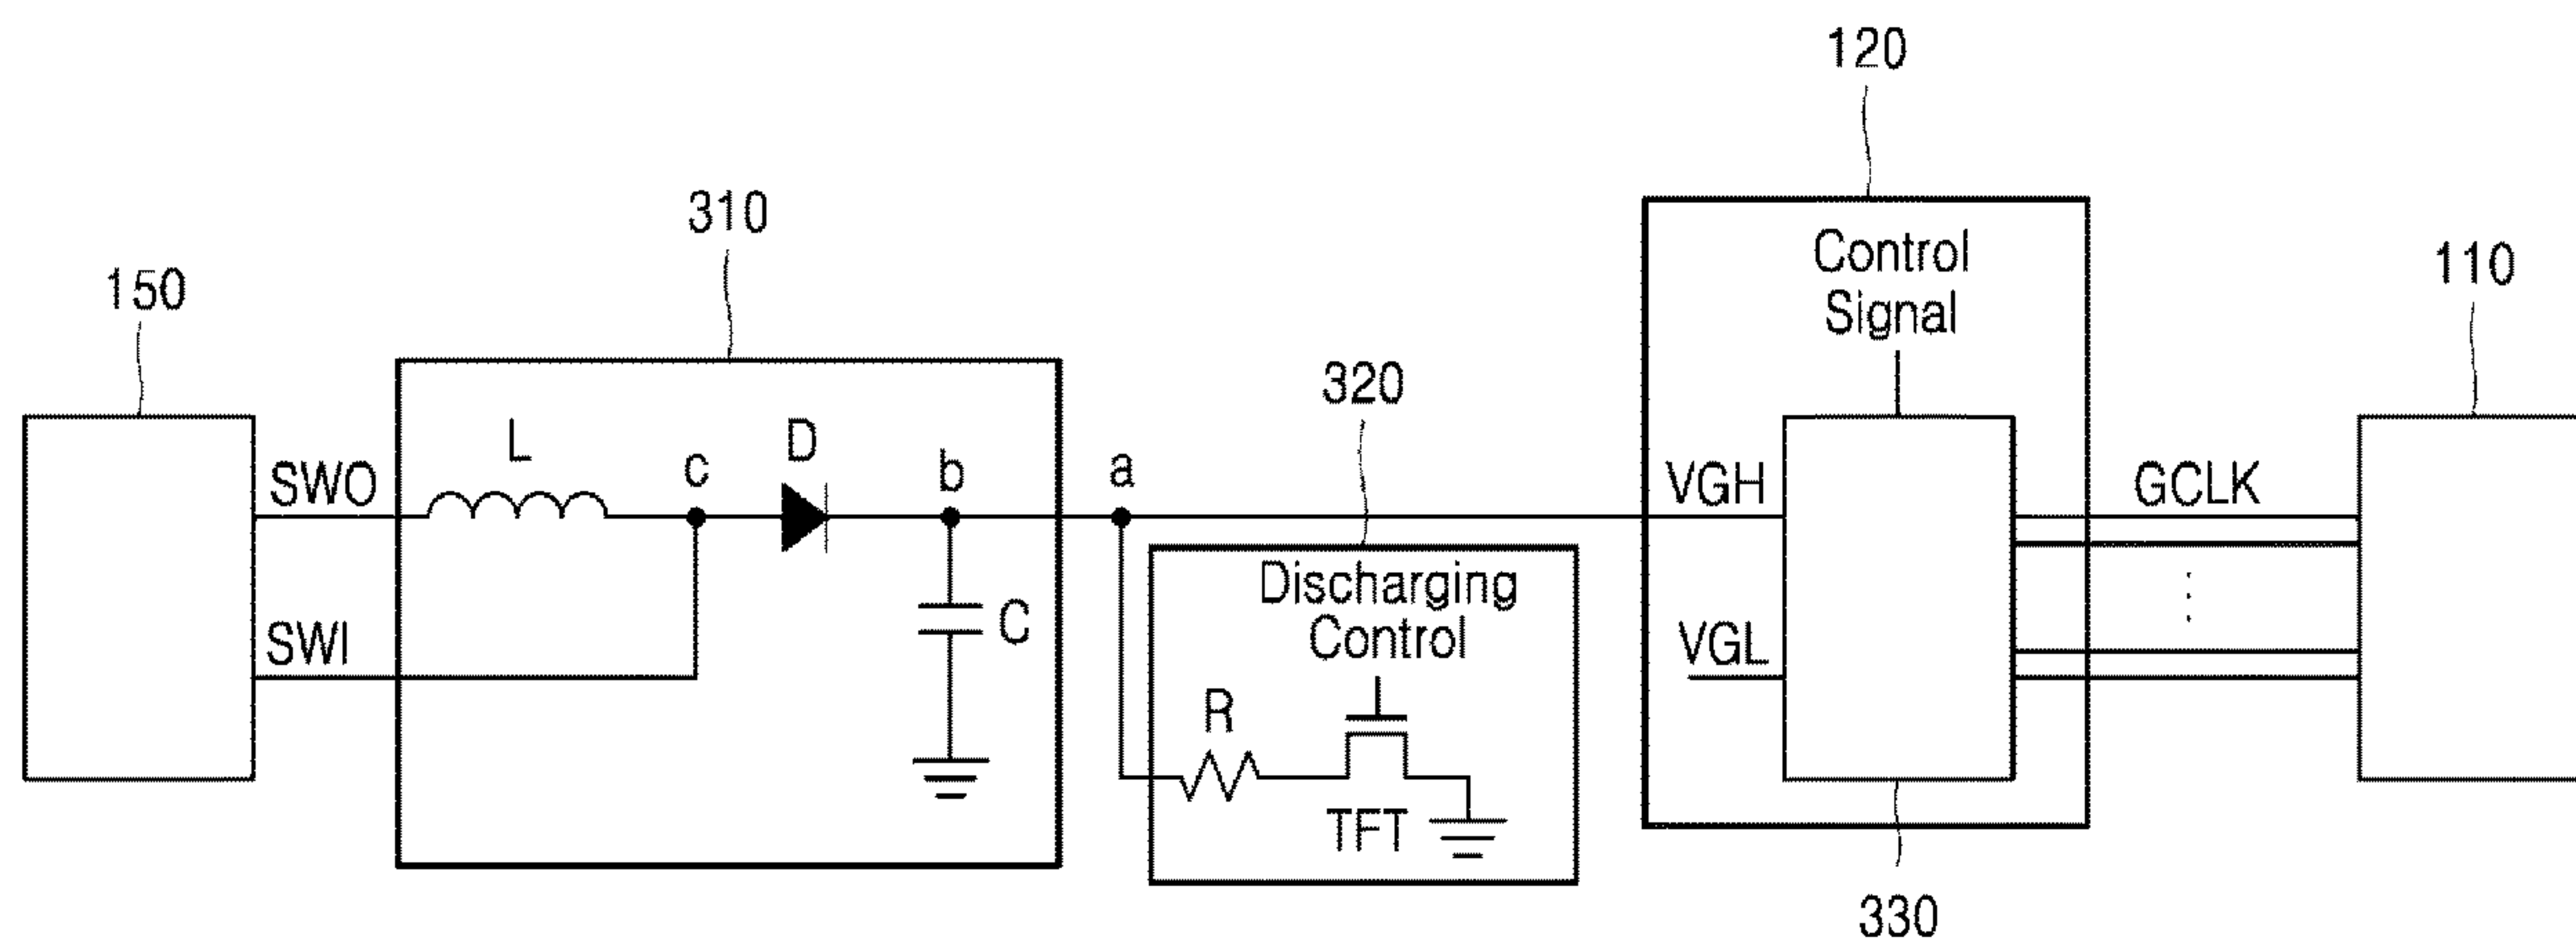 120
310
Control
Signal
110
150
320
L
D
c
b
a
SWO
VGH
GCLK
Discharging
Control
C
SWI
VGL
R
TFT
330